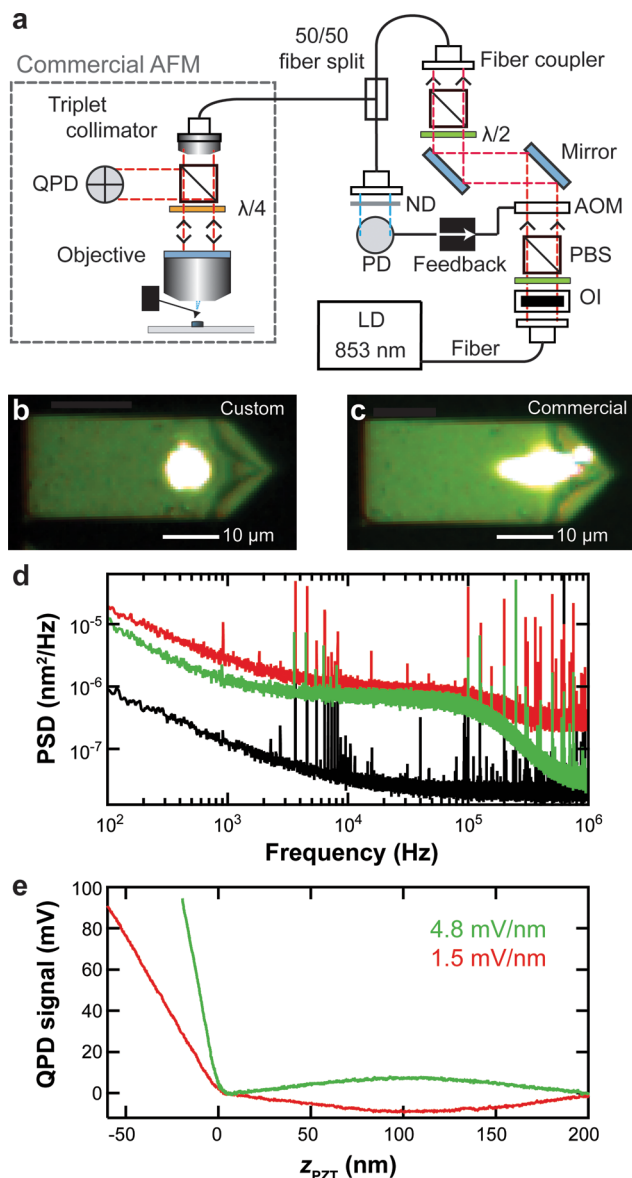 a
Commercial AFM
Triplet
collimator
QPD
λ/4
Objective
50/50
fiber split
Fiber coupler
λ/2
Mirror
ND
AOM
PD
Feedback
PBS
OI
LD
853 nm
Fiber
b
Custom
10 µm
c
Commercial
10 µm
d
PSD (nm²/Hz)
10⁻⁵
10⁻⁶
10⁻⁷
10² 10³ 10⁴ 10⁵ 10⁶
Frequency (Hz)
e
QPD signal (mV)
100
80
60
40
20
0
4.8 mV/nm
1.5 mV/nm
-50 0 50 100 150 200
zPZT (nm)